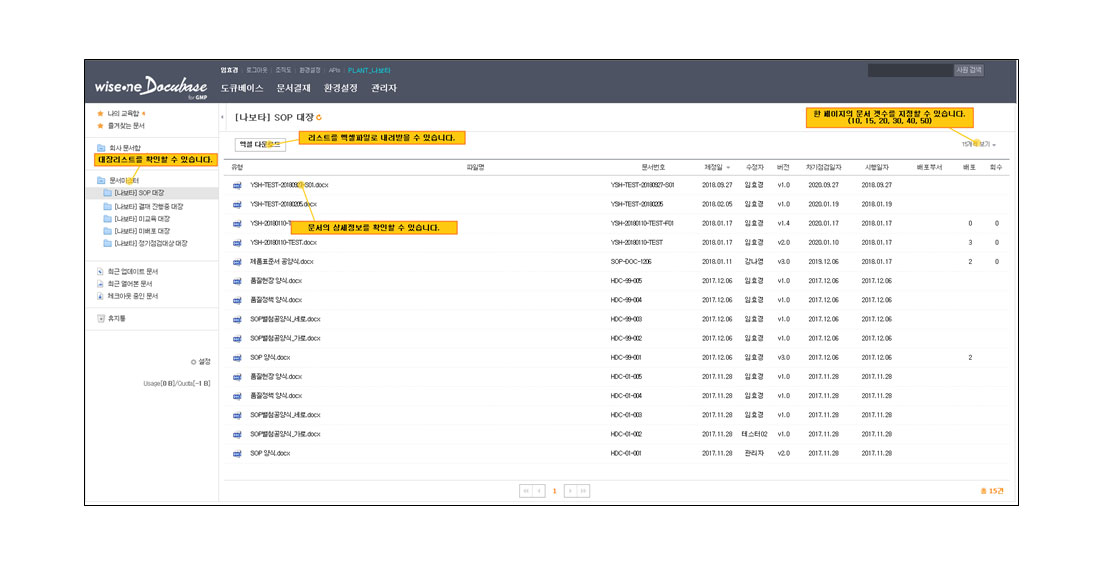 임효경 | 로그아웃 | 조직도 | 환경설정 | APIs | PLANT_나보타
사원 검색
wiseone Docubase
for GMP
도큐베이스 문서결재 환경설정 관리자
나의 교육함 4
즐겨찾는 문서
회사 문서함
대장리스트를 확인할 수 있습니다.
[나보타] SOP 대장
[나보타] 결재 진행중 대장
[나보타] 미교육 대장
[나보타] 미배포 대장
[나보타] 정기점검대상 대장
최근 업데이트 문서
최근 열어본 문서
체크아웃 중인 문서
휴지통
설정
Usage[0 B]/Quota[-1 B]
[나보타] SOP 대장
한 페이지의 문서 갯수를 지정할 수 있습니다.
(10, 15, 20, 30, 40, 50)
엑셀 다운로드
리스트를 엑셀파일로 내려받을 수 있습니다.
유형 파일명 문서번호 제정일 수정자 버전 차기점검일자 시행일자 배포부서 배포 회수
YSH-TEST-20180927-S01.docx YSH-TEST-20180927-S01 2018.09.27 임효경 v1.0 2020.09.27 2018.09.27
YSH-TEST-20180205.docx YSH-TEST-20180205 2018.02.05 임효경 v1.0 2020.01.19 2018.01.19
YSH-20180110-TEST-F01 2018.01.17 임효경 v1.4 2020.01.17 2018.01.17 0 0
문서의 상세정보를 확인할 수 있습니다.
YSH-20180110-TEST.docx YSH-20180110-TEST 2018.01.17 임효경 v2.0 2020.01.10 2018.01.17 3 0
제품표준서 공양식.docx SOP-DOC-1206 2018.01.11 강나영 v3.0 2019.12.06 2018.01.17 2 0
품질헌장 양식.docx HDC-99-005 2017.12.06 임효경 v1.0 2017.12.06 2017.12.06
품질정책 양식.docx HDC-99-004 2017.12.06 임효경 v1.0 2017.12.06 2017.12.06
SOP별첨공양식_세로.docx HDC-99-003 2017.12.06 임효경 v1.0 2017.12.06 2017.12.06
SOP별첨공양식_가로.docx HDC-99-002 2017.12.06 임효경 v1.0 2017.12.06 2017.12.06
SOP 양식.docx HDC-99-001 2017.12.06 임효경 v3.0 2017.12.06 2017.12.06 2
품질헌장 양식.docx HDC-01-005 2017.11.28 임효경 v1.0 2017.11.28 2017.11.28
품질정책 양식.docx HDC-01-004 2017.11.28 임효경 v1.0 2017.11.28 2017.11.28
SOP별첨공양식_세로.docx HDC-01-003 2017.11.28 임효경 v1.0 2017.11.28 2017.11.28
SOP별첨공양식_가로.docx HDC-01-002 2017.11.28 테스터02 v1.0 2017.11.28 2017.11.28
SOP 양식.docx HDC-01-001 2017.11.28 관리자 v2.0 2017.11.28 2017.11.28
1
총 15건